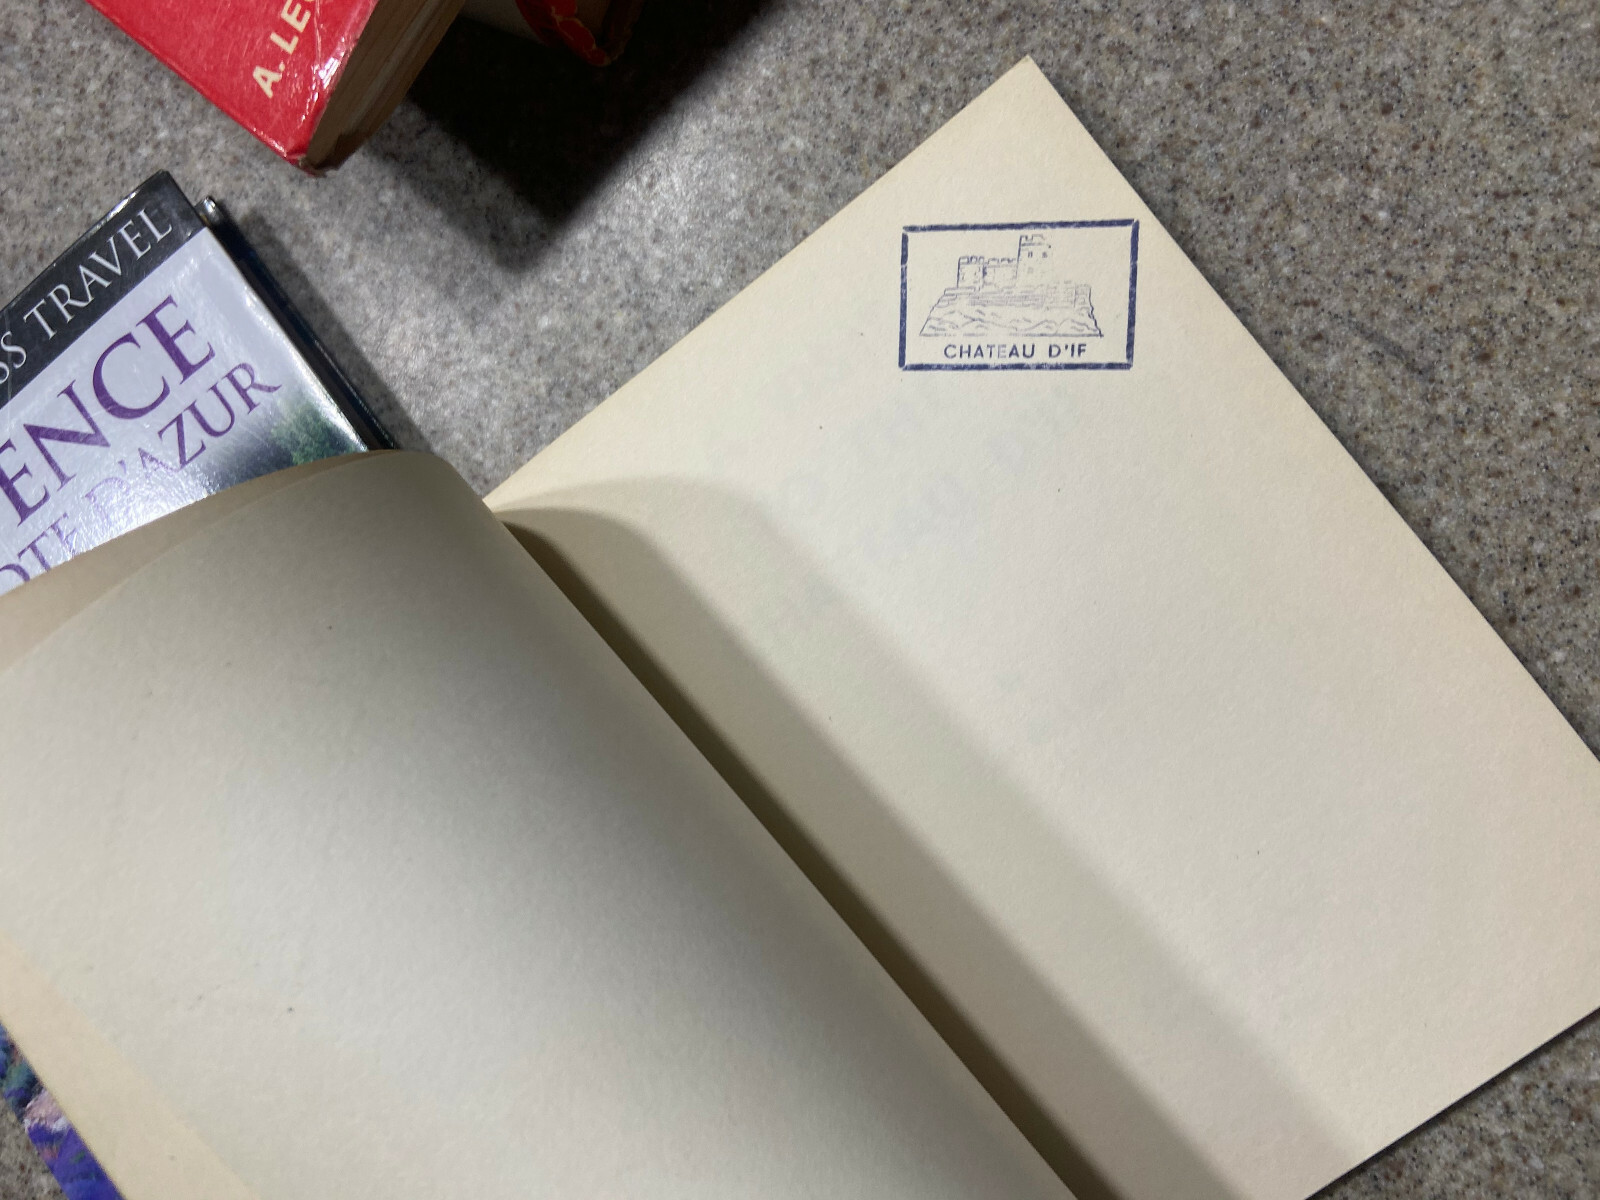 A. LE
SS TRAVEL
ENCE
OTE D'AZUR
CHATEAU D'IF